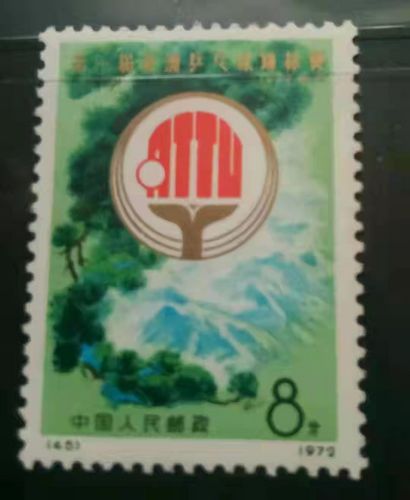 第一届亚洲乒乓球锦标赛
ATTU
中国人民邮政
8分
(45)
1972